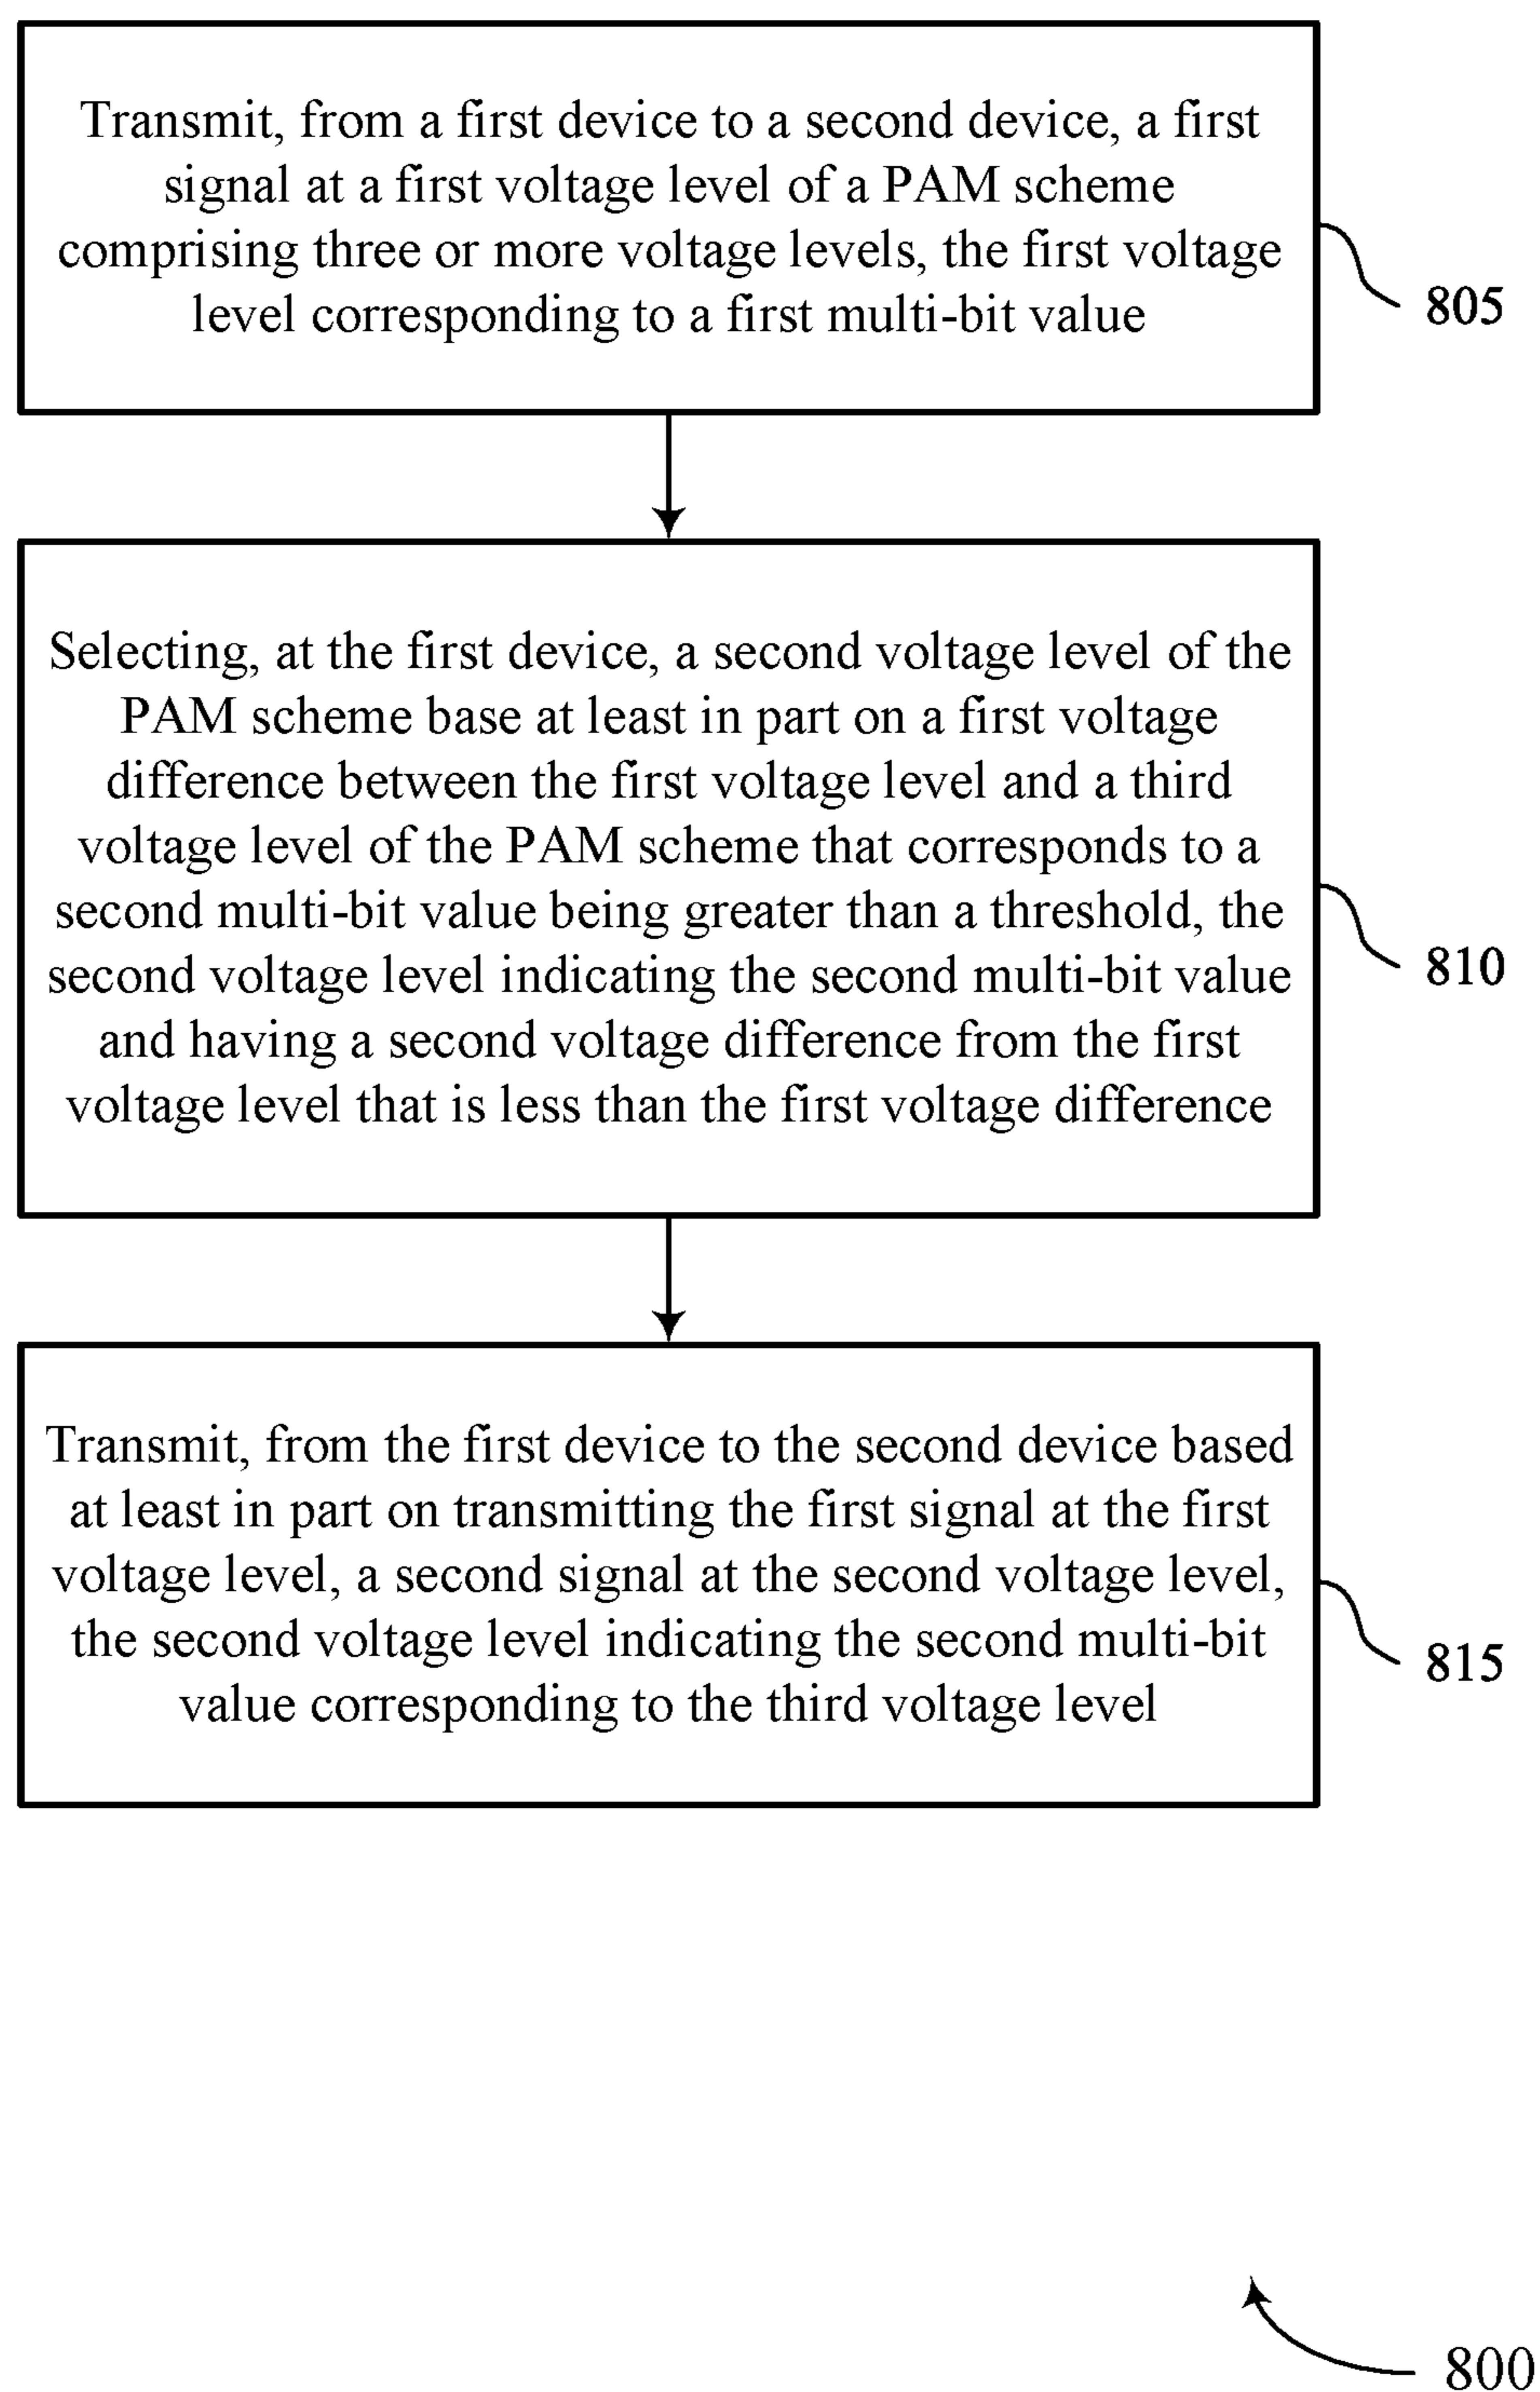 Transmit, from a first device to a second device, a first
signal at a first voltage level of a PAM scheme
comprising three or more voltage levels, the first voltage
level corresponding to a first multi-bit value
805
Selecting, at the first device, a second voltage level of the
PAM scheme base at least in part on a first voltage
difference between the first voltage level and a third
voltage level of the PAM scheme that corresponds to a
second multi-bit value being greater than a threshold, the
second voltage level indicating the second multi-bit value
and having a second voltage difference from the first
voltage level that is less than the first voltage difference
810
Transmit, from the first device to the second device based
at least in part on transmitting the first signal at the first
voltage level, a second signal at the second voltage level,
the second voltage level indicating the second multi-bit
value corresponding to the third voltage level
815
800